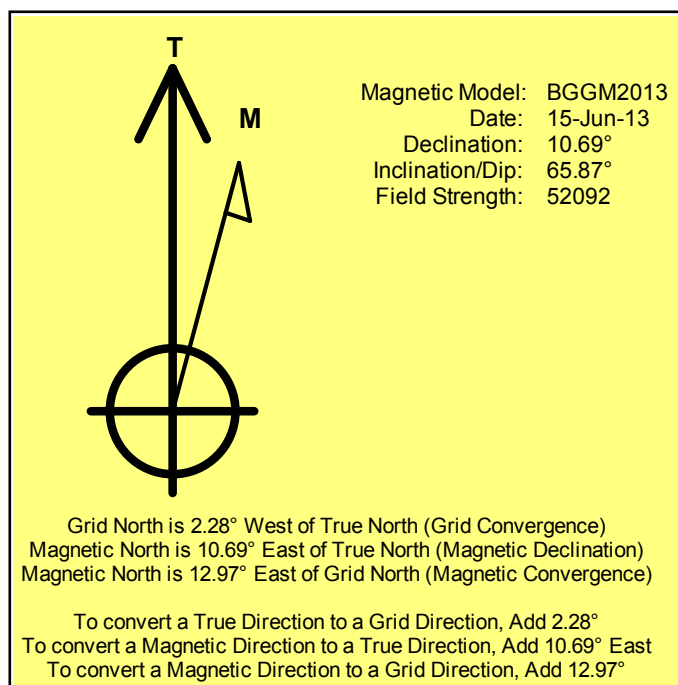 T
M
Magnetic Model: BGGM2013
Date: 15-Jun-13
Declination: 10.69°
Inclination/Dip: 65.87°
Field Strength: 52092
Grid North is 2.28° West of True North (Grid Convergence)
Magnetic North is 10.69° East of True North (Magnetic Declination)
Magnetic North is 12.97° East of Grid North (Magnetic Convergence)
To convert a True Direction to a Grid Direction, Add 2.28°
To convert a Magnetic Direction to a True Direction, Add 10.69° East
To convert a Magnetic Direction to a Grid Direction, Add 12.97°